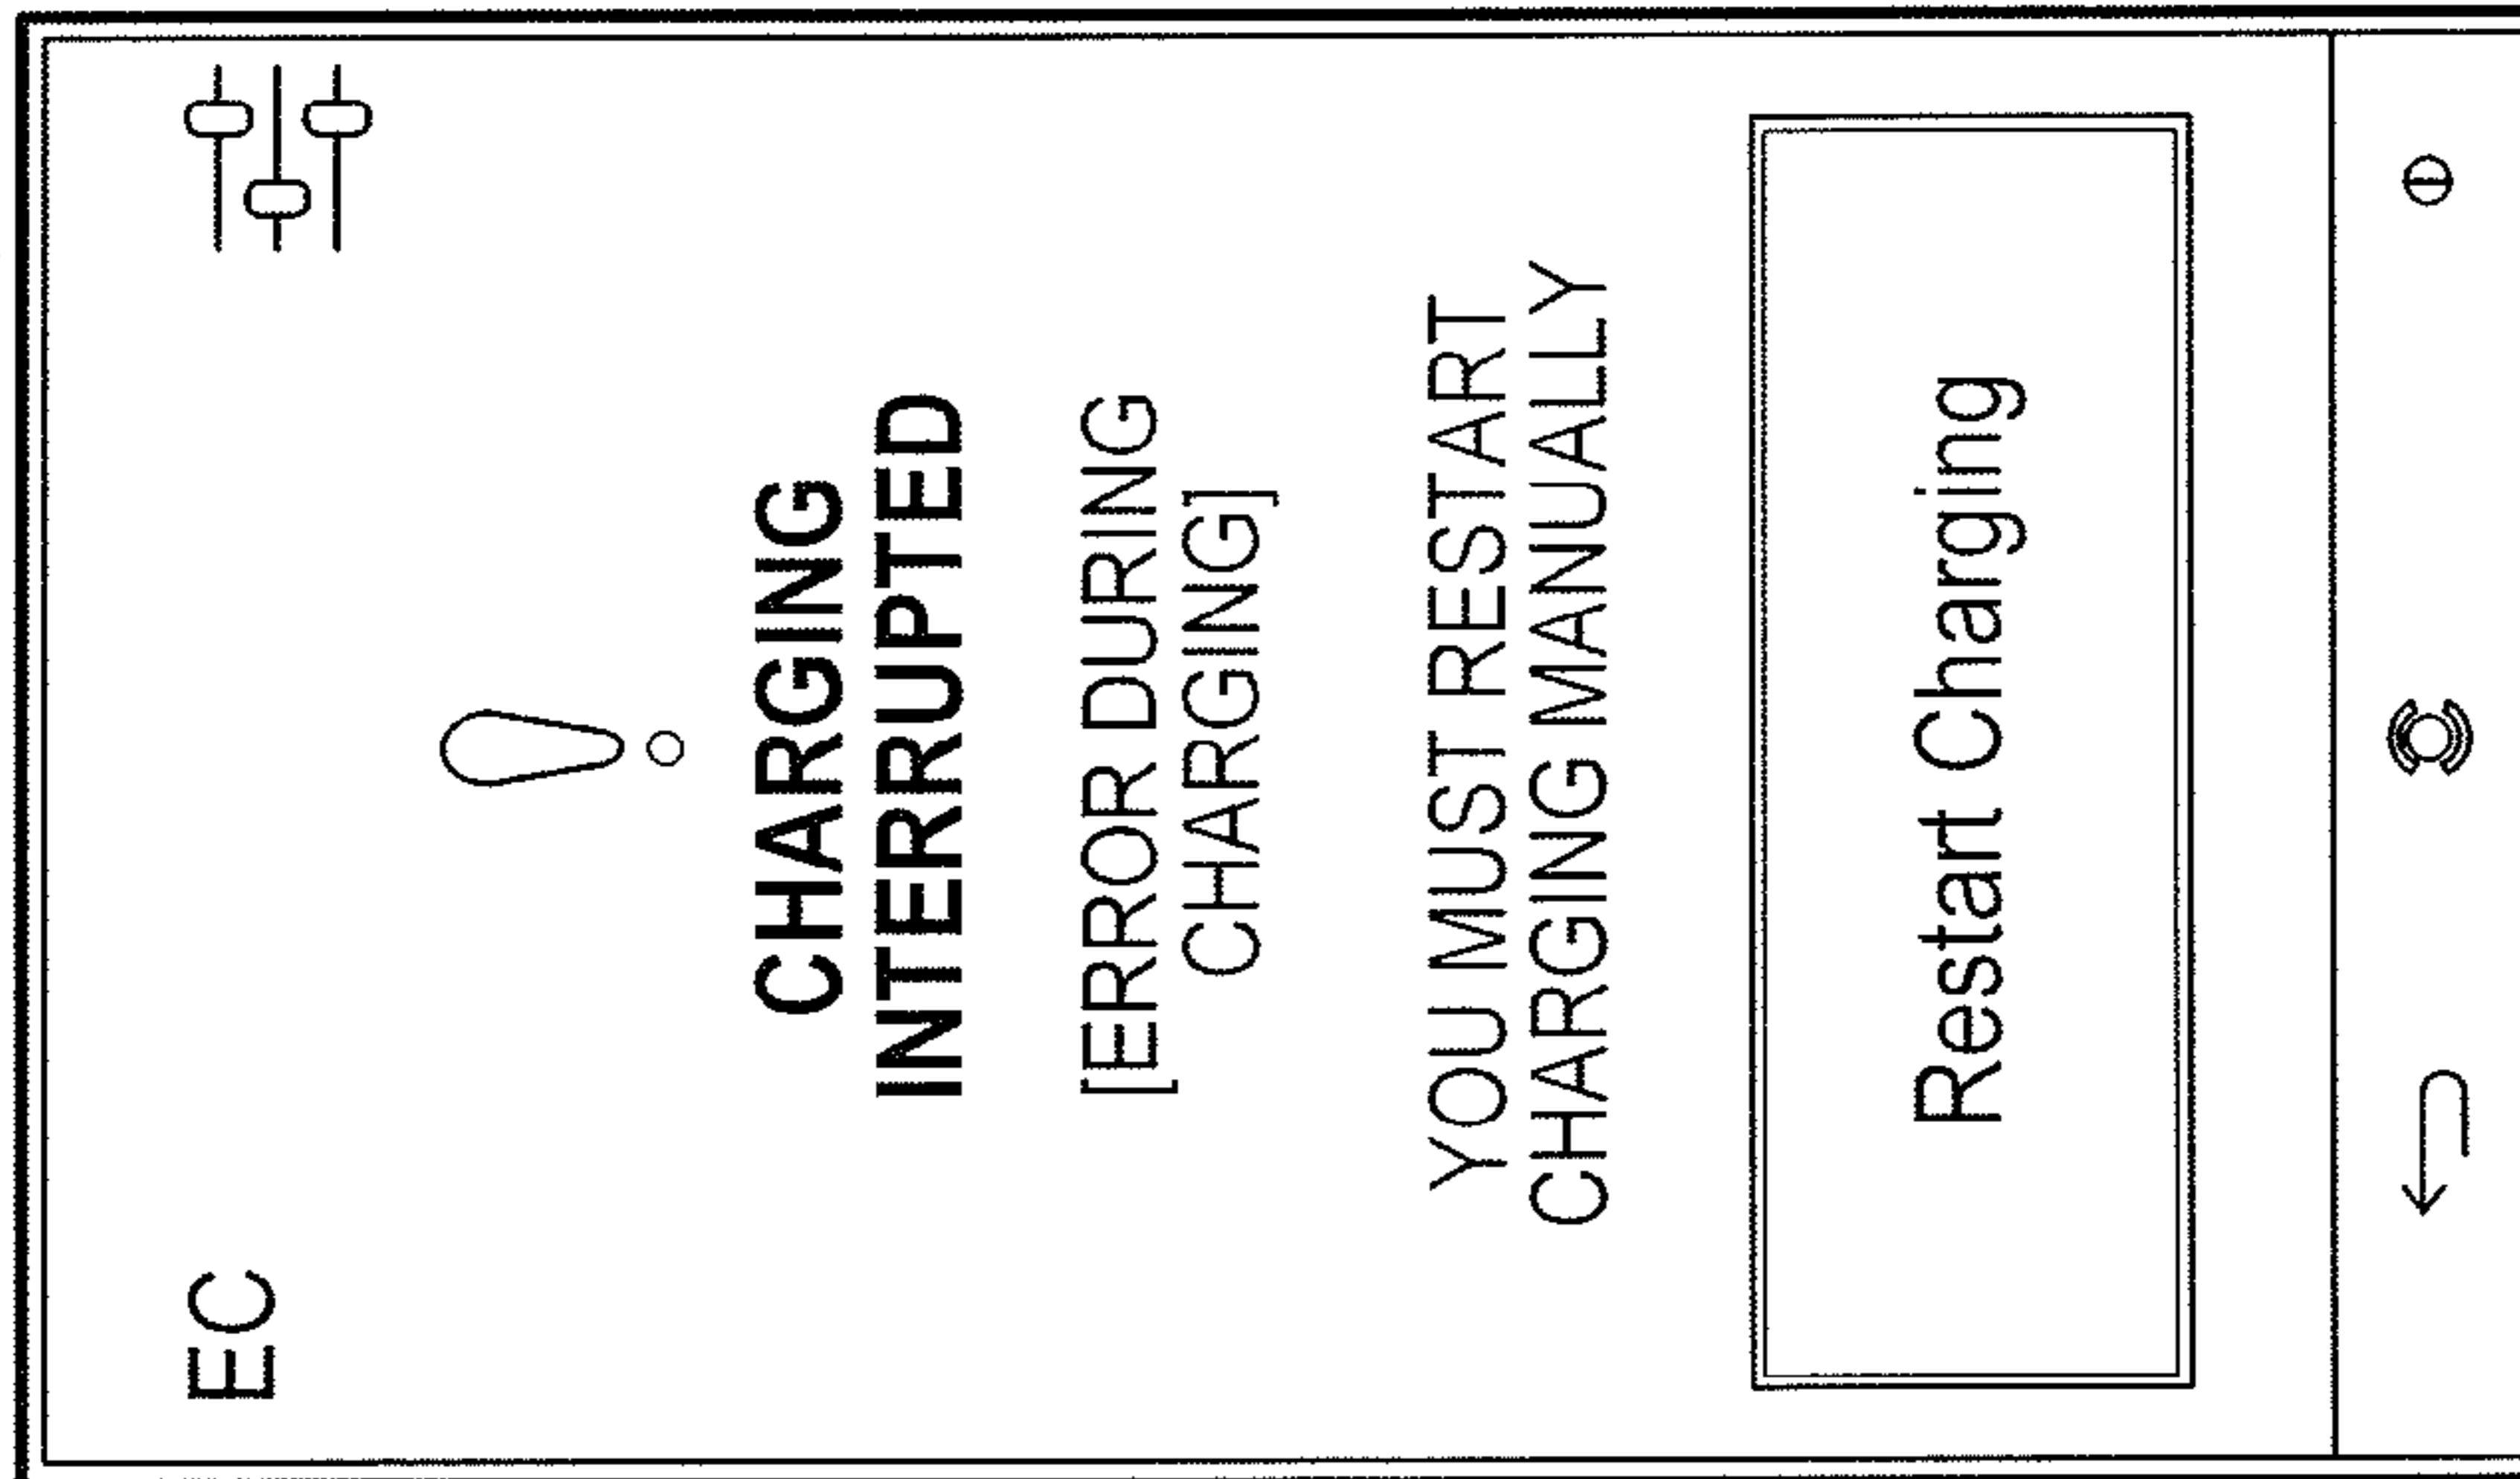 EC
CHARGING
INTERRUPTED
[ERROR DURING
CHARGING]
YOU MUST RESTART
CHARGING MANUALLY
Restart Charging